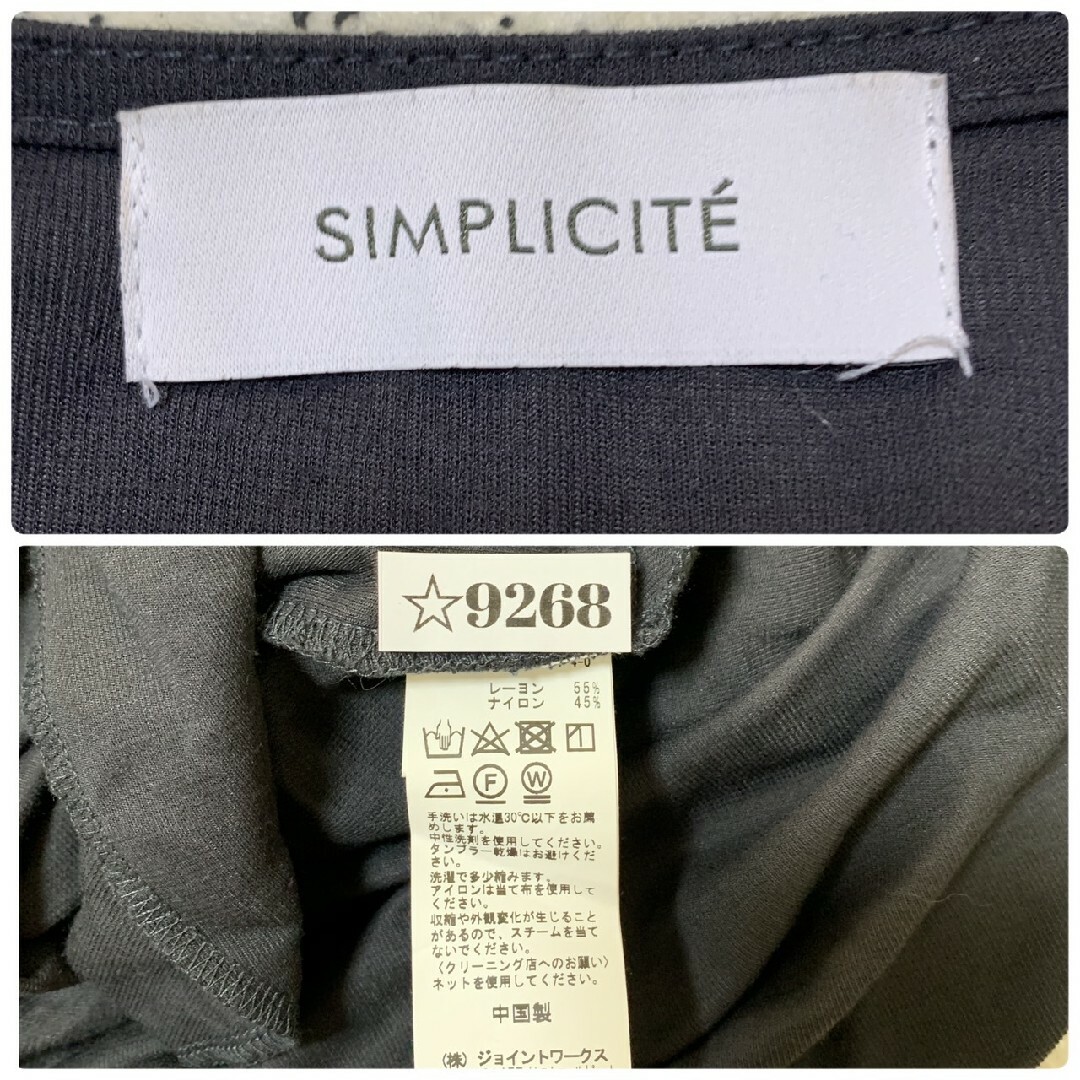 SIMPLICITÉ
☆9268
レーヨン 55%
ナイロン 45%
F W
手洗いは水温30℃以下をお薦
めします。
中性洗剤を使用してください。
タンブラー乾燥はお避けくだ
さい。
洗濯で多少縮みます。
アイロンは当て布を使用して
ください。
収縮や外観変化が生じること
があるので、スチームを当て
ないでください。
〈クリーニング店へのお願い〉
ネットを使用してください。
中国製
(株) ジョイントワークス